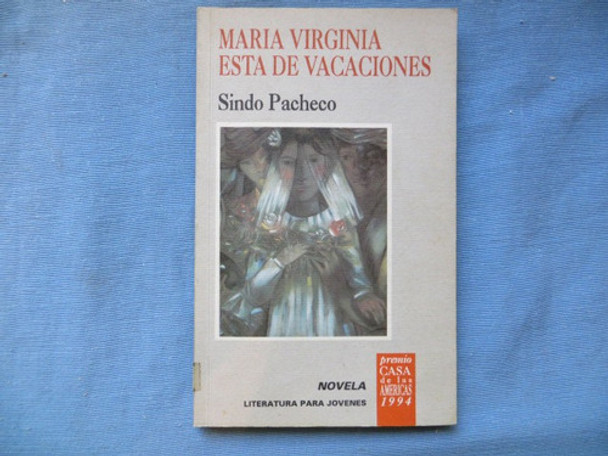 MARIA VIRGINIA
ESTA DE VACACIONES
Sindo Pacheco
NOVELA
LITERATURA PARA JOVENES
premio
CASA
de las
AMERICAS
1994